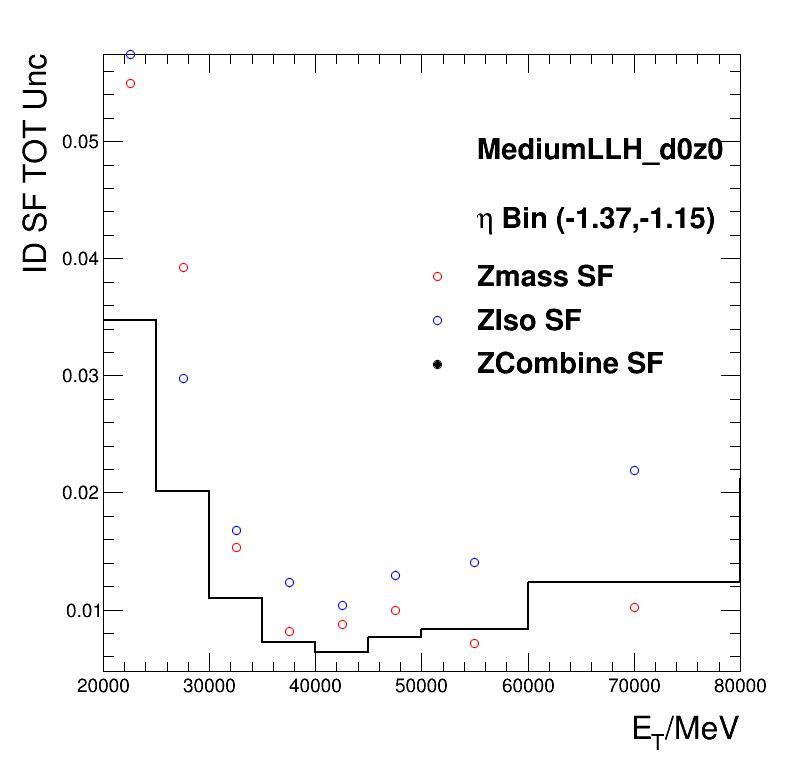 ID SF TOT Unc
0.05
0.04
0.03
0.02
0.01
MediumLLH_d0z0
η Bin (-1.37,-1.15)
Zmass SF
ZIso SF
ZCombine SF
20000 30000 40000 50000 60000 70000 80000
E_T/MeV